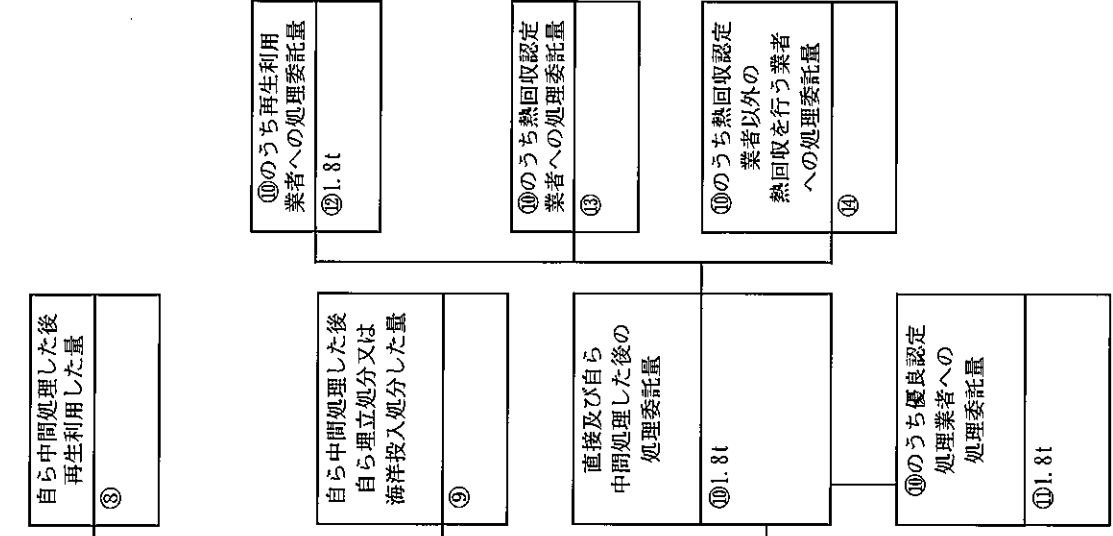 自ら中間処理した後
再生利用した量
⑧
自ら中間処理した後
自ら埋立処分又は
海洋投入処分した量
⑨
直接及び自ら
中間処理した後の
処理委託量
⑩1.8t
⑩のうち優良認定
処理業者への
処理委託量
⑪1.8t
⑩のうち再生利用
業者への処理委託量
⑫1.8t
⑩のうち熱回収認定
業者への処理委託量
⑬
⑩のうち熱回収認定
業者以外の
熱回収を行う業者
への処理委託量
⑭